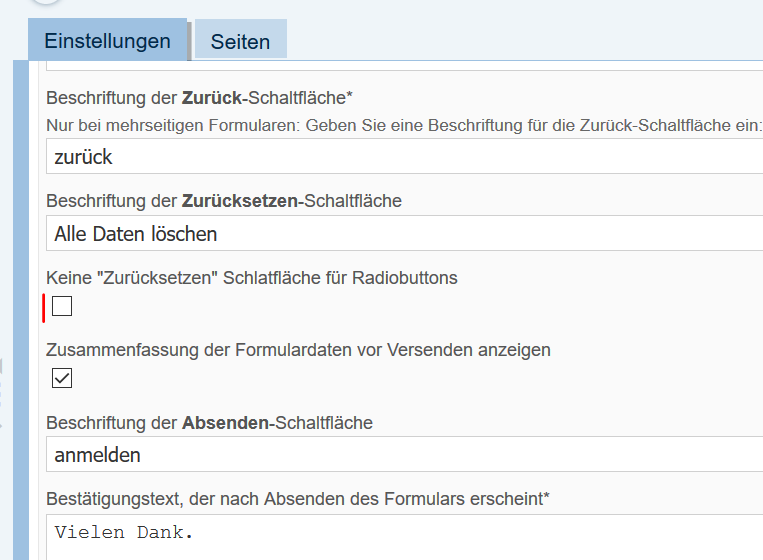 Einstellungen
Seiten
Beschriftung der Zurück-Schaltfläche*
Nur bei mehrseitigen Formularen: Geben Sie eine Beschriftung für die Zurück-Schaltfläche ein:
zurück
Beschriftung der Zurücksetzen-Schaltfläche
Alle Daten löschen
Keine "Zurücksetzen" Schlatfläche für Radiobuttons
Zusammenfassung der Formulardaten vor Versenden anzeigen
Beschriftung der Absenden-Schaltfläche
anmelden
Bestätigungstext, der nach Absenden des Formulars erscheint*
Vielen Dank.